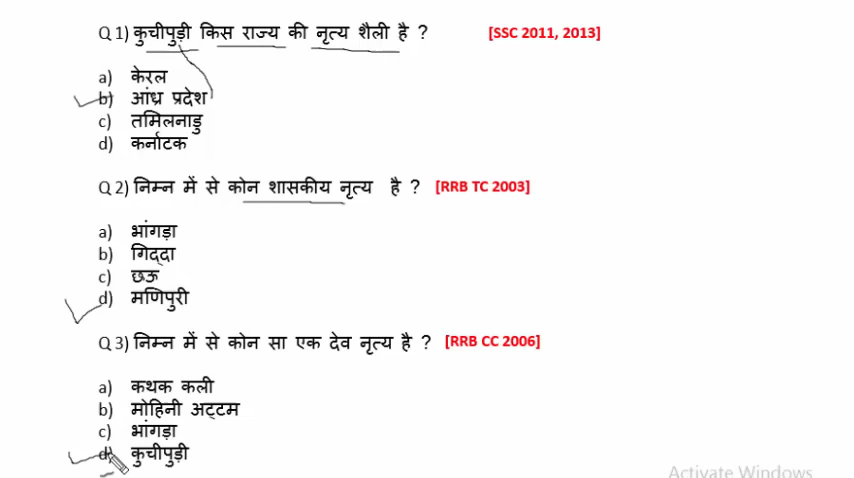 Q 1) कुचीपुड़ी किस राज्य की नृत्य शैली है ? [SSC 2011, 2013]
a) केरल
b) आंध्र प्रदेश
c) तमिलनाडु
d) कर्नाटक
Q 2) निम्न में से कोन शासकीय नृत्य है ? [RRB TC 2003]
a) भांगड़ा
b) गिद्दा
c) छऊ
d) मणिपुरी
Q 3) निम्न में से कोन सा एक देव नृत्य है ? [RRB CC 2006]
a) कथक कली
b) मोहिनी अट्टम
c) भांगड़ा
d) कुचीपुड़ी
Activate Windows